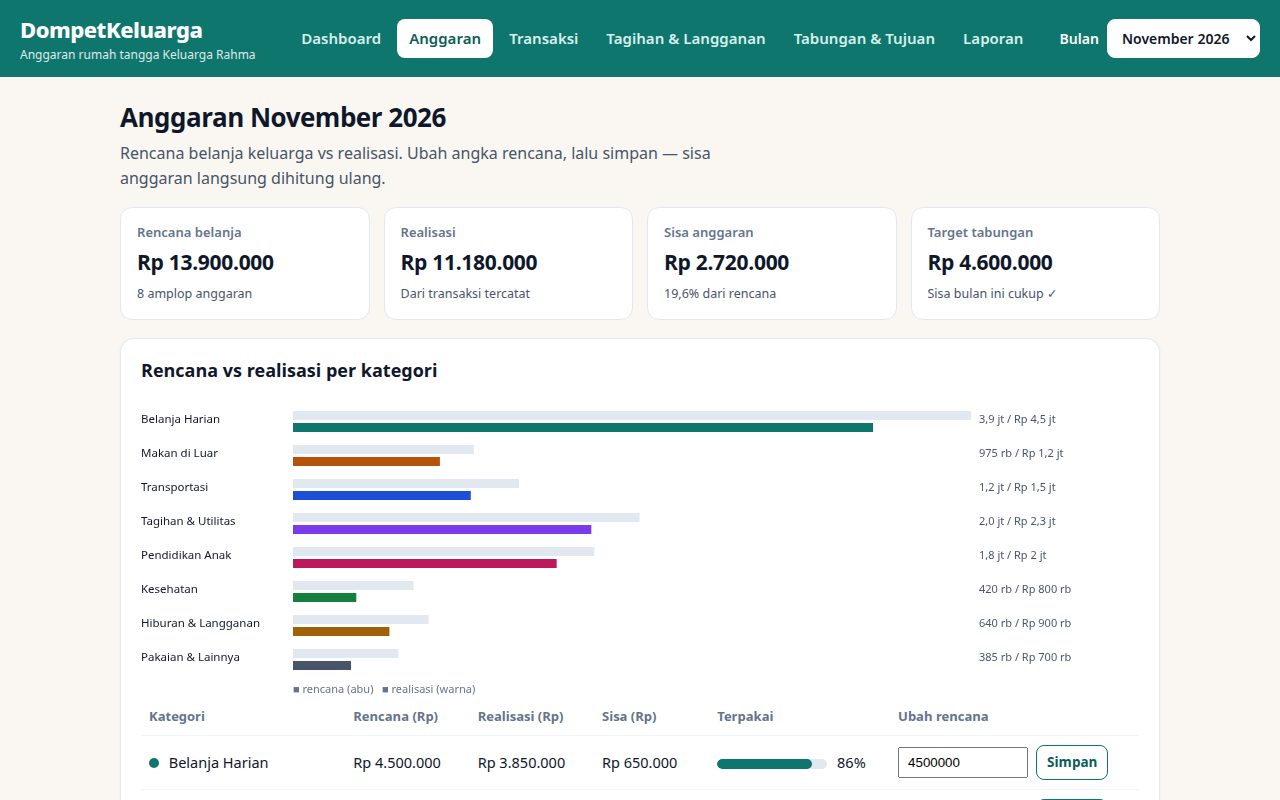 DompetKeluarga
Anggaran rumah tangga Keluarga Rahma
Dashboard
Anggaran
Transaksi
Tagihan & Langganan
Tabungan & Tujuan
Laporan
Bulan
November 2026
Anggaran November 2026
Rencana belanja keluarga vs realisasi. Ubah angka rencana, lalu simpan — sisa
anggaran langsung dihitung ulang.
Rencana belanja
Rp 13.900.000
8 amplop anggaran
Realisasi
Rp 11.180.000
Dari transaksi tercatat
Sisa anggaran
Rp 2.720.000
19,6% dari rencana
Target tabungan
Rp 4.600.000
Sisa bulan ini cukup ✓
Rencana vs realisasi per kategori
Belanja Harian 3,9 jt / Rp 4,5 jt
Makan di Luar 975 rb / Rp 1,2 jt
Transportasi 1,2 jt / Rp 1,5 jt
Tagihan & Utilitas 2,0 jt / Rp 2,3 jt
Pendidikan Anak 1,8 jt / Rp 2 jt
Kesehatan 420 rb / Rp 800 rb
Hiburan & Langganan 640 rb / Rp 900 rb
Pakaian & Lainnya 385 rb / Rp 700 rb
■ rencana (abu) ■ realisasi (warna)
Kategori Rencana (Rp) Realisasi (Rp) Sisa (Rp) Terpakai Ubah rencana
Belanja Harian Rp 4.500.000 Rp 3.850.000 Rp 650.000 86% 4500000 Simpan